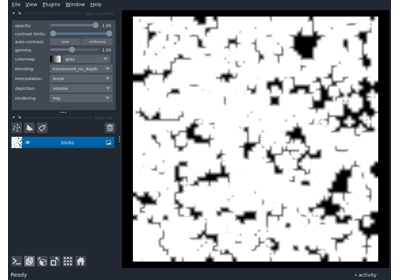 File View Plugins Window Help
opacity: 1.00
contrast limits:
auto-contrast: once continuous
gamma: 1.00
colormap: gray
blending: translucent_no_depth
interpolation: linear
depiction: volume
rendering: mip
blobs
Ready
activity